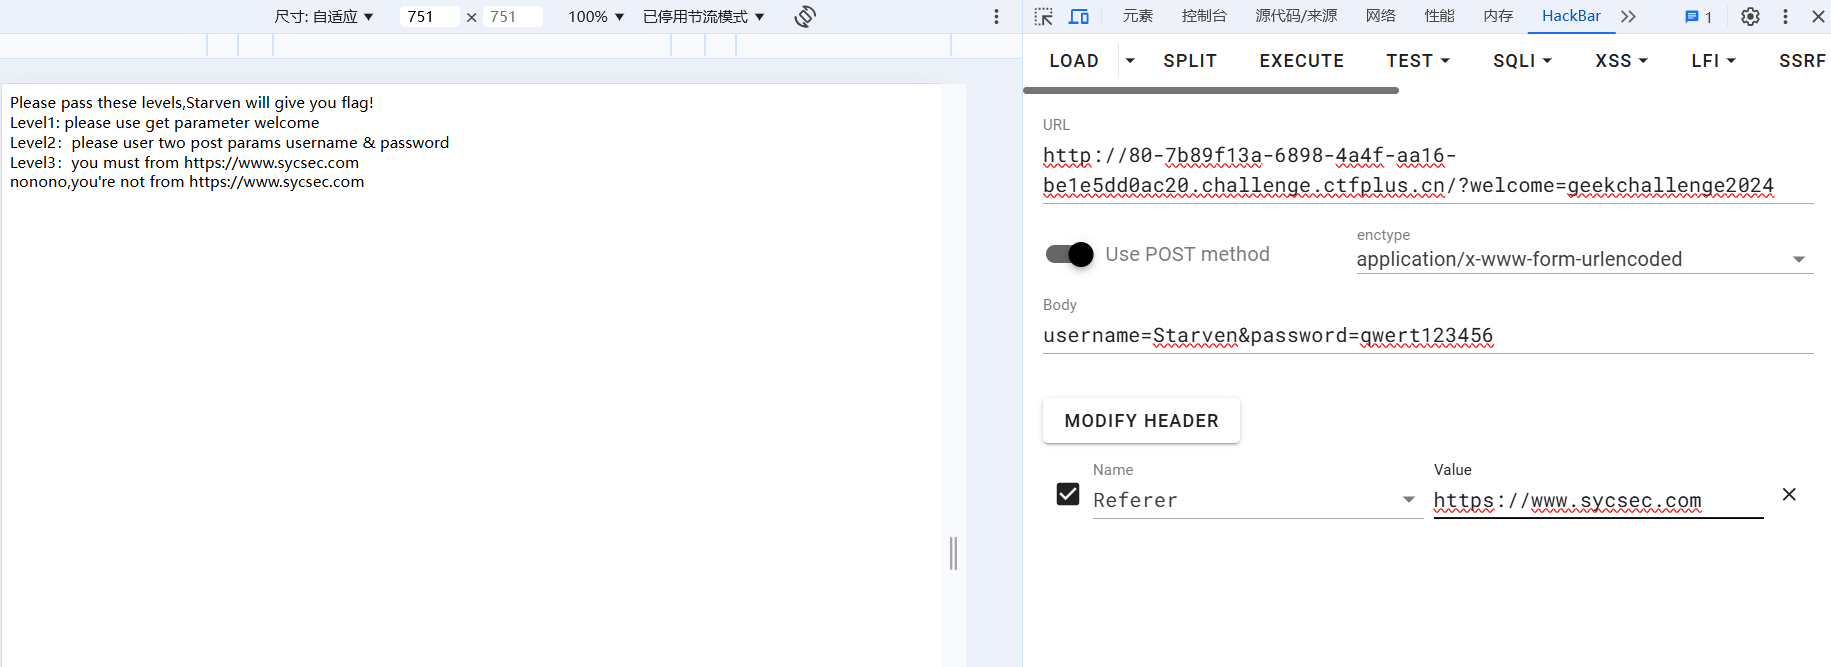 尺寸: 自适应 ▼ 751 × 751 100% ▼ 已停用节流模式 ▼
元素 控制台 源代码/来源 网络 性能 内存 HackBar 1
Please pass these levels,Starven will give you flag!
Level1: please use get parameter welcome
Level2：please user two post params username & password
Level3：you must from https://www.sycsec.com
nonono,you're not from https://www.sycsec.com
LOAD SPLIT EXECUTE TEST SQLI XSS LFI SSRF
URL
http://80-7b89f13a-6898-4a4f-aa16-
be1e5dd0ac20.challenge.ctfplus.cn/?welcome=geekchallenge2024
Use POST method
enctype
application/x-www-form-urlencoded
Body
username=Starven&password=qwert123456
MODIFY HEADER
Name Value
Referer https://www.sycsec.com